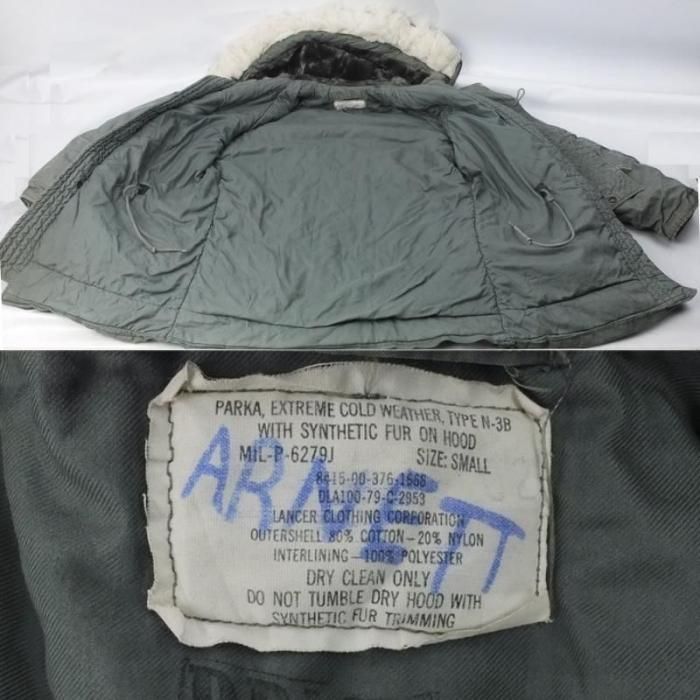 PARKA, EXTREME COLD WEATHER, TYPE N-3B
WITH SYNTHETIC FUR ON HOOD
MIL-P-6279J SIZE: SMALL
8415-00-376-1668
DLA100-79-C-2953
LANCER CLOTHING CORPORATION
OUTERSHELL 80% COTTON-20% NYLON
INTERLINING-100% POLYESTER
DRY CLEAN ONLY
DO NOT TUMBLE DRY HOOD WITH
SYNTHETIC FUR TRIMMING
ARNETT